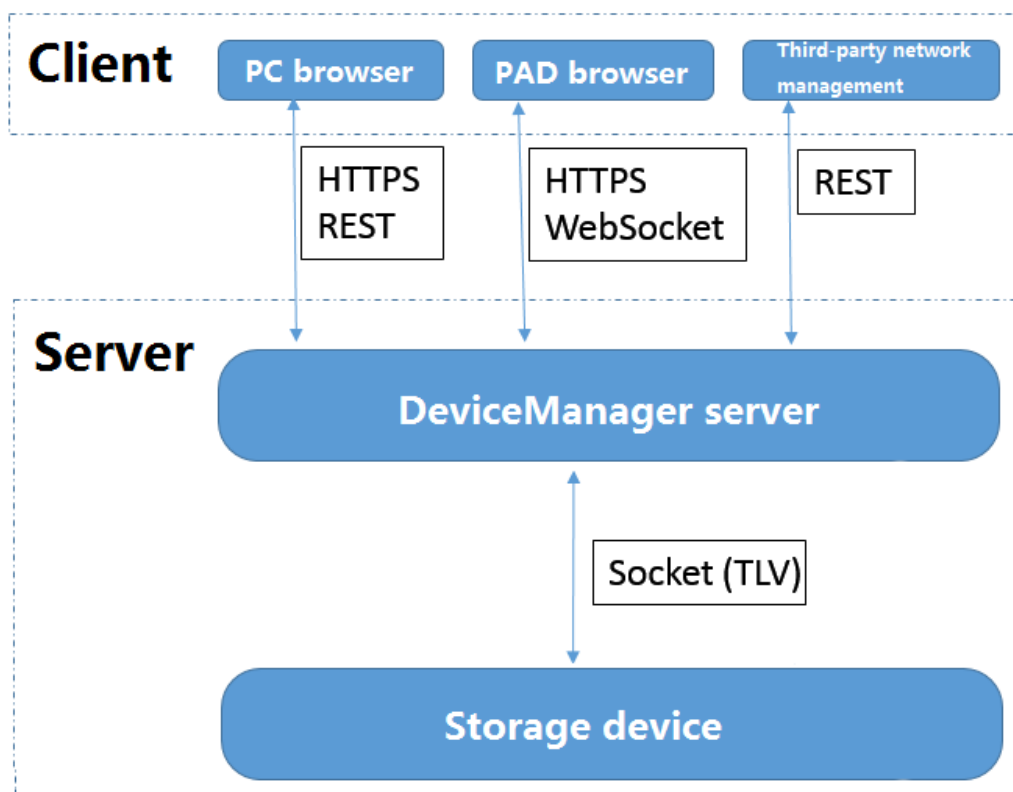 Client
PC browser
PAD browser
Third-party network
management
HTTPS
REST
HTTPS
WebSocket
REST
Server
DeviceManager server
Socket (TLV)
Storage device